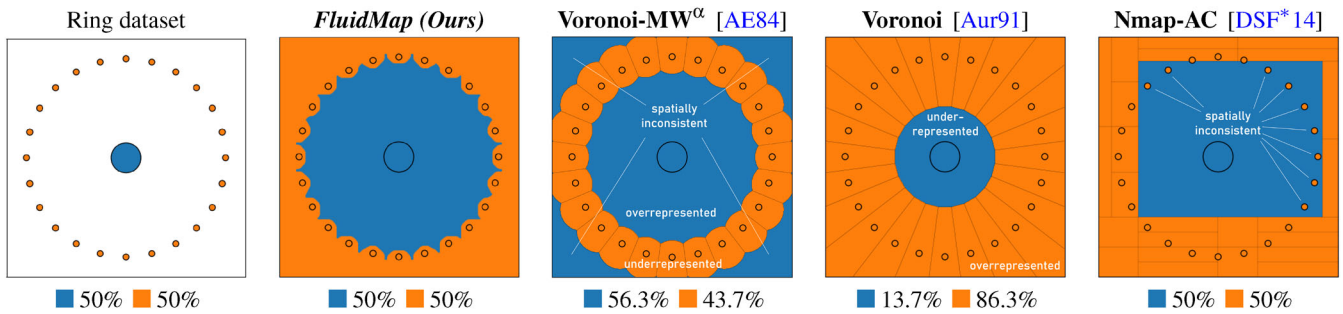 Ring dataset
FluidMap (Ours)
Voronoi-MWα [AE84]
Voronoi [Aur91]
Nmap-AC [DSF*14]
spatially
inconsistent
overrepresented
underrepresented
under-
represented
overrepresented
spatially
inconsistent
50% 50%
50% 50%
56.3% 43.7%
13.7% 86.3%
50% 50%